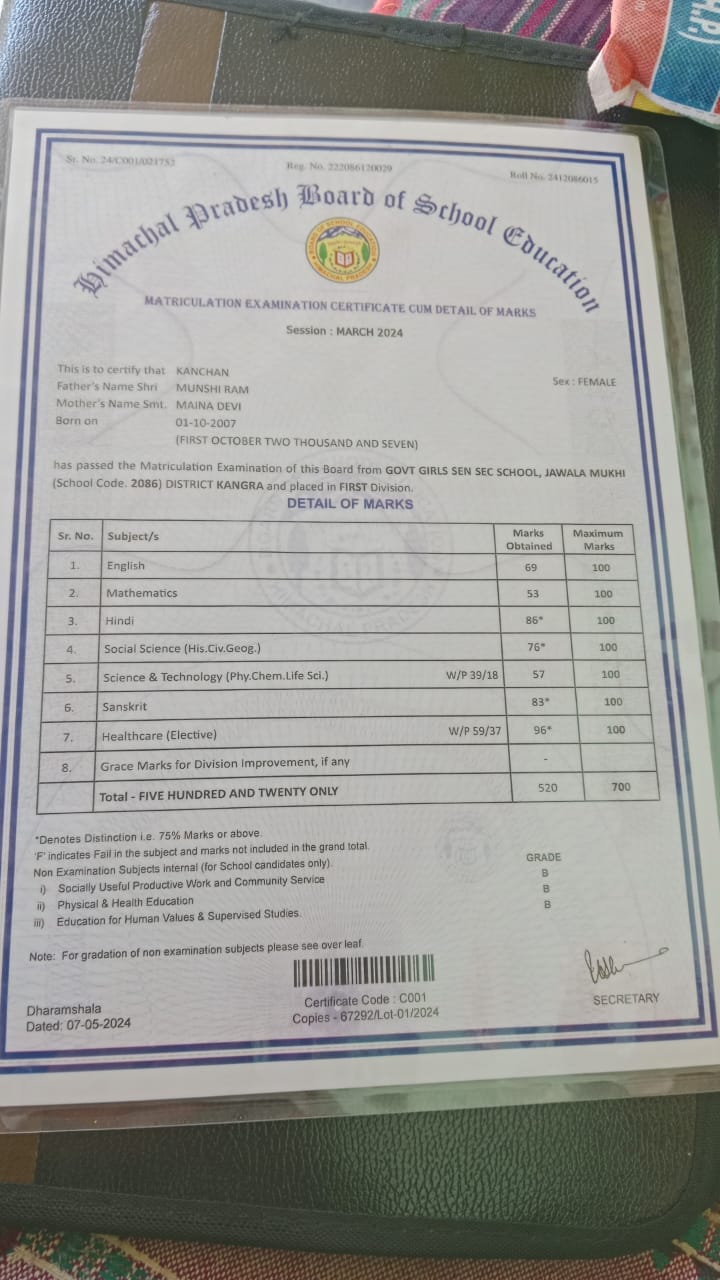 Sr. No. 24/C001/021752
Reg. No. 222086120029
Roll No. 2412086015
Himachal Pradesh Board of School Education
MATRICULATION EXAMINATION CERTIFICATE CUM DETAIL OF MARKS
Session : MARCH 2024
This is to certify that KANCHAN
Sex : FEMALE
Father's Name Shri MUNSHI RAM
Mother's Name Smt. MAINA DEVI
Born on 01-10-2007
(FIRST OCTOBER TWO THOUSAND AND SEVEN)
has passed the Matriculation Examination of this Board from GOVT GIRLS SEN SEC SCHOOL, JAWALA MUKHI
(School Code. 2086) DISTRICT KANGRA and placed in FIRST Division.
DETAIL OF MARKS
Sr. No. Subject/s Marks Obtained Maximum Marks
1. English 69 100
2. Mathematics 53 100
3. Hindi 86* 100
4. Social Science (His.Civ.Geog.) 76* 100
5. Science & Technology (Phy.Chem.Life Sci.) W/P 39/18 57 100
6. Sanskrit 83* 100
7. Healthcare (Elective) W/P 59/37 96* 100
8. Grace Marks for Division Improvement, if any -
Total - FIVE HUNDRED AND TWENTY ONLY 520 700
*Denotes Distinction i.e. 75% Marks or above.
'F' indicates Fail in the subject and marks not included in the grand total.
Non Examination Subjects internal (for School candidates only). GRADE
i) Socially Useful Productive Work and Community Service B
ii) Physical & Health Education B
iii) Education for Human Values & Supervised Studies. B
Note: For gradation of non examination subjects please see over leaf.
Certificate Code : C001
Copies - 67292/Lot-01/2024
SECRETARY
Dharamshala
Dated: 07-05-2024